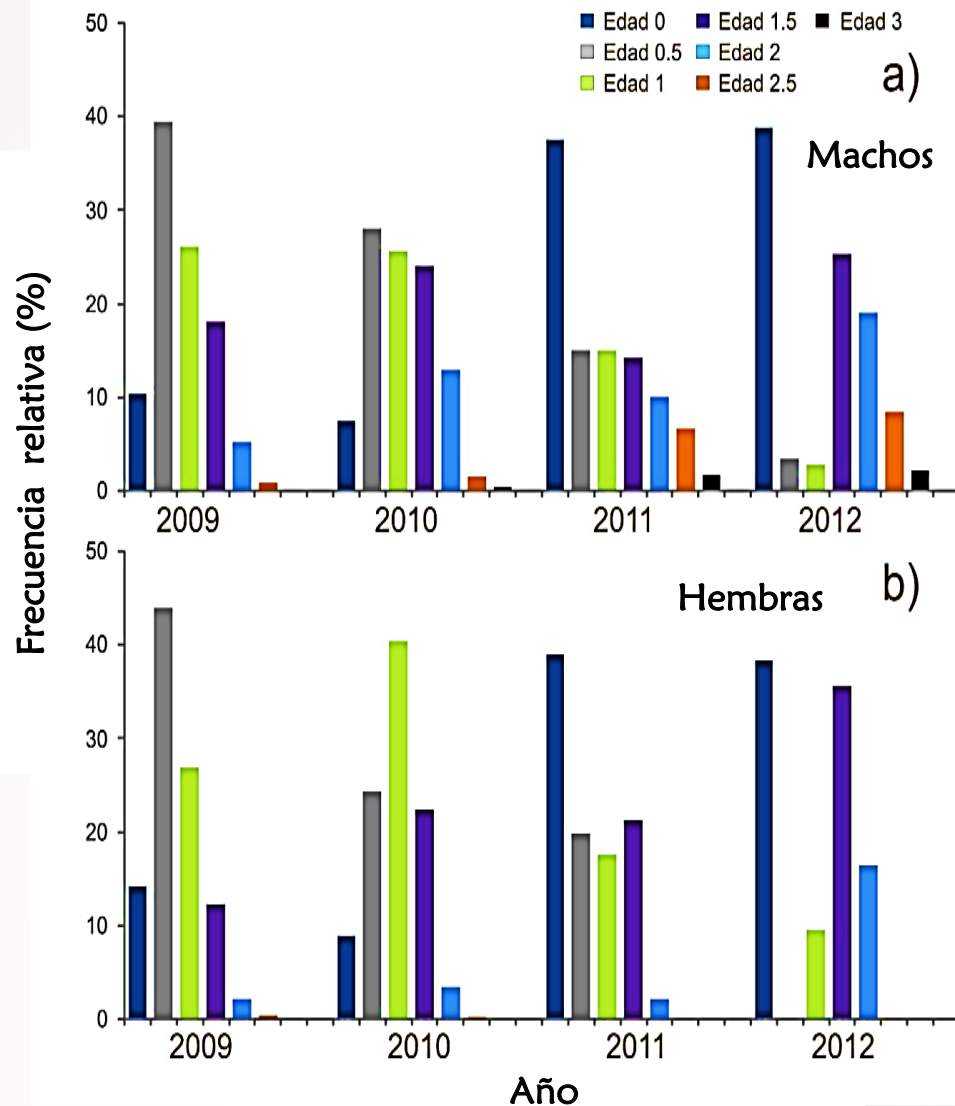 Frecuencia relativa (%)
50
40
30
20
10
0
Edad 0
Edad 0.5
Edad 1
Edad 1.5
Edad 2
Edad 2.5
Edad 3
a)
Machos
2009 2010 2011 2012
50
40
30
20
10
0
Hembras
b)
2009 2010 2011 2012
Año